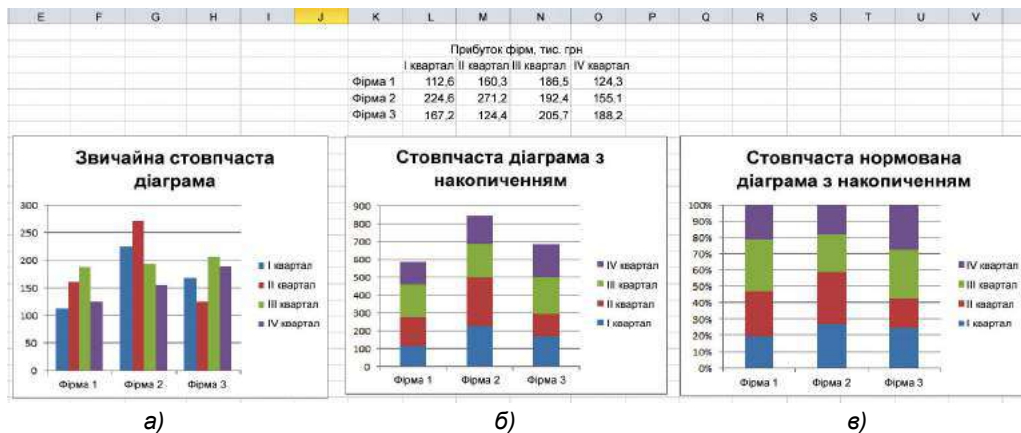 E F G H I J K L M N O P Q R S T U V
Прибуток фірм, тис. грн
I квартал II квартал III квартал IV квартал
Фірма 1 112,6 160,3 186,5 124,3
Фірма 2 224,6 271,2 192,4 155,1
Фірма 3 167,2 124,4 205,7 188,2
Звичайна стовпчаста
діаграма
300
250
200
150
100
50
0
Фірма 1 Фірма 2 Фірма 3
I квартал
II квартал
III квартал
IV квартал
Стовпчаста діаграма з
накопиченням
900
800
700
600
500
400
300
200
100
0
Фірма 1 Фірма 2 Фірма 3
IV квартал
III квартал
II квартал
I квартал
Стовпчаста нормована
діаграма з накопиченням
100%
90%
80%
70%
60%
50%
40%
30%
20%
10%
0%
Фірма 1 Фірма 2 Фірма 3
IV квартал
III квартал
II квартал
I квартал
а) б) в)